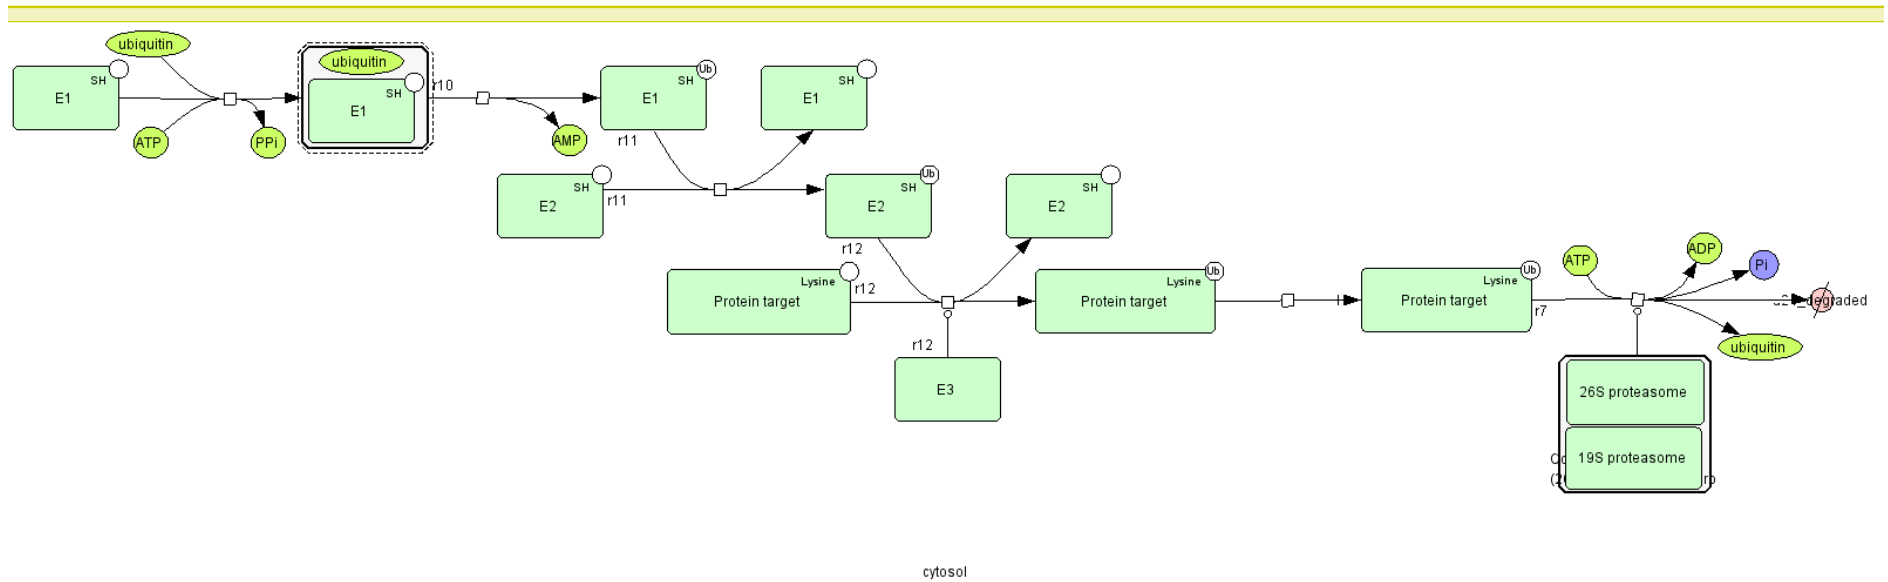 ubiquitin
SH
E1
ATP
PPi
ubiquitin
SH
E1
r10
AMP
Ub
SH
E1
r11
SH
E1
SH
E2
r11
Ub
SH
E2
r12
SH
E2
Lysine
Protein target
r12
r12
E3
Ub
Lysine
Protein target
Ub
Lysine
Protein target
r7
ATP
ADP
Pi
degraded
ubiquitin
26S proteasome
19S proteasome
cytosol